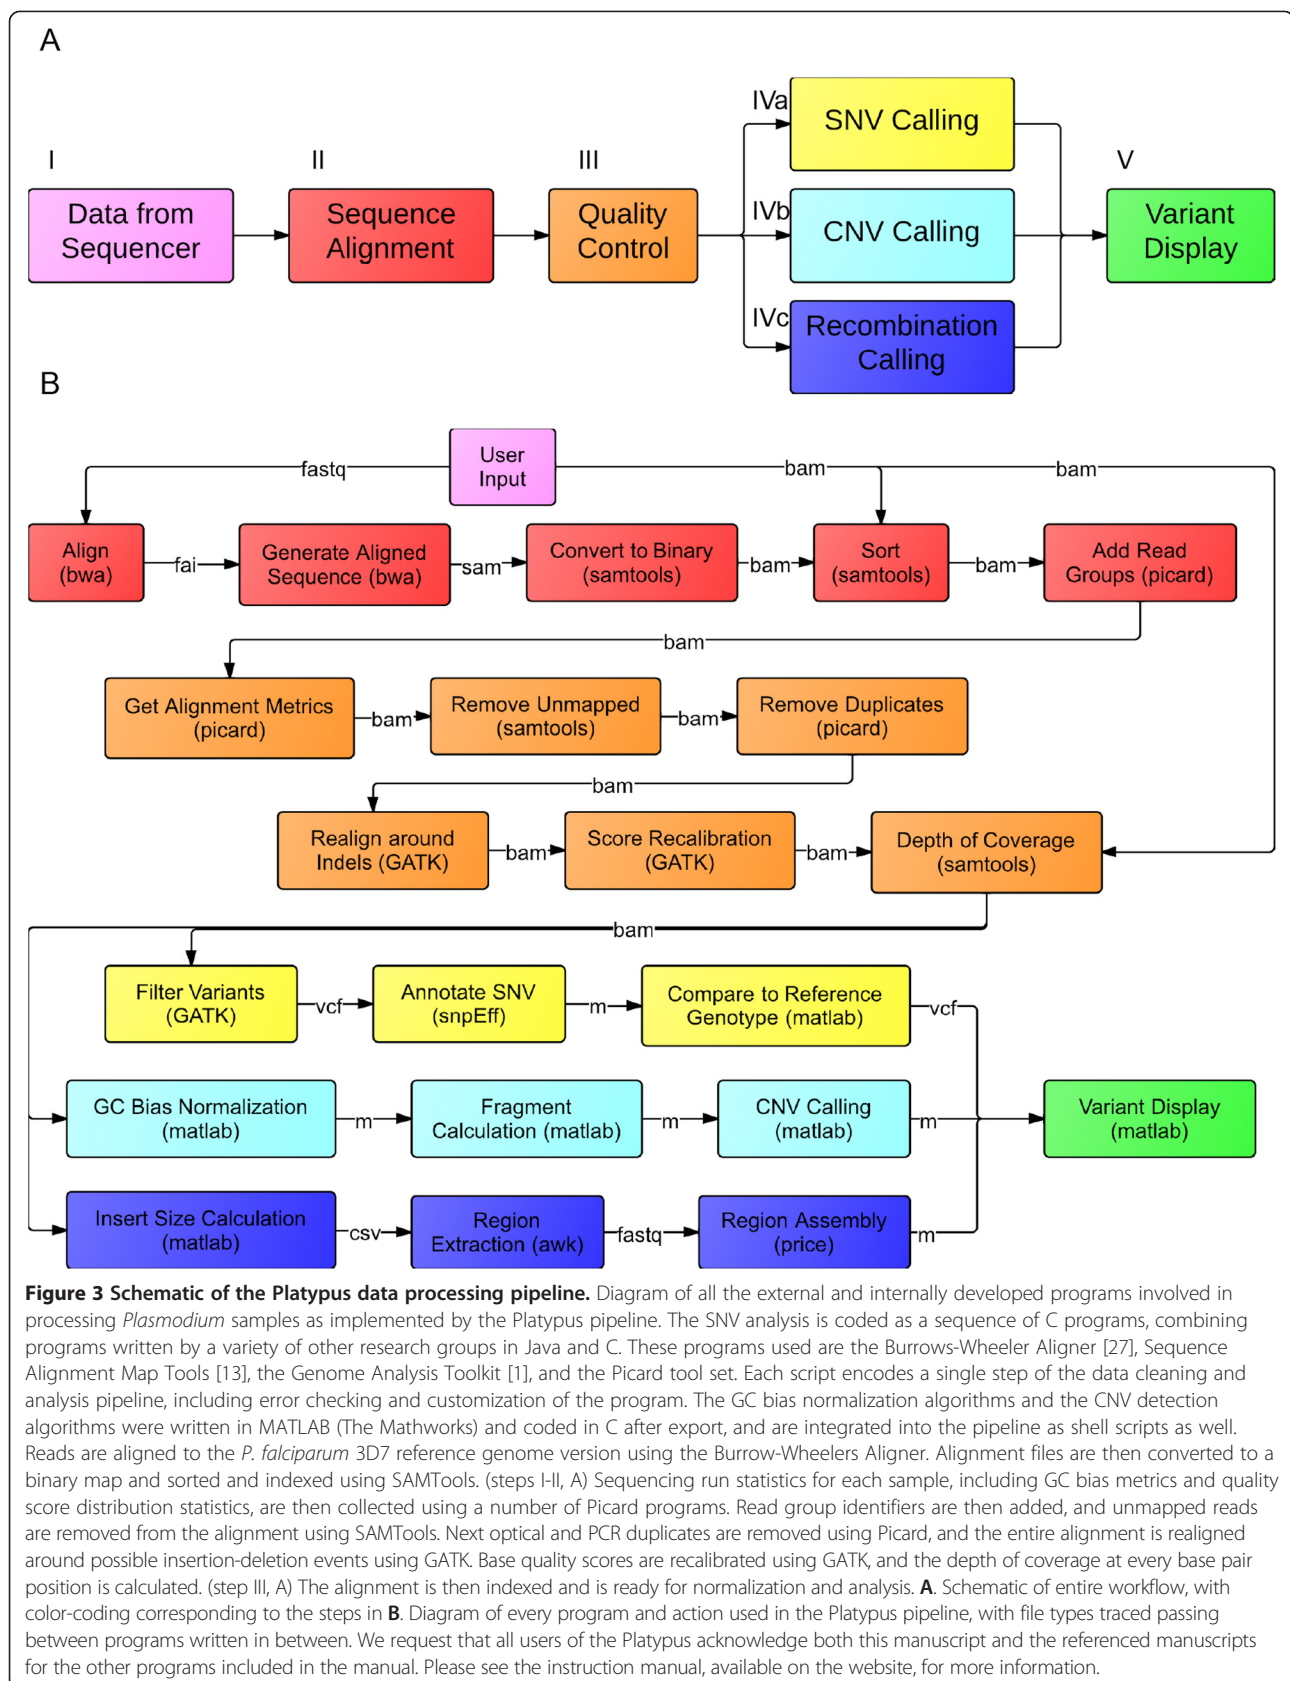 A
I
II
III
IVa
IVb
IVc
V
Data from
Sequencer
Sequence
Alignment
Quality
Control
SNV Calling
CNV Calling
Recombination
Calling
Variant
Display
B
User
Input
fastq
bam
bam
Align
(bwa)
fai
Generate Aligned
Sequence (bwa)
sam
Convert to Binary
(samtools)
bam
Sort
(samtools)
bam
Add Read
Groups (picard)
bam
Get Alignment Metrics
(picard)
bam
Remove Unmapped
(samtools)
bam
Remove Duplicates
(picard)
bam
Realign around
Indels (GATK)
bam
Score Recalibration
(GATK)
bam
Depth of Coverage
(samtools)
bam
Filter Variants
(GATK)
vcf
Annotate SNV
(snpEff)
m
Compare to Reference
Genotype (matlab)
vcf
GC Bias Normalization
(matlab)
m
Fragment
Calculation (matlab)
m
CNV Calling
(matlab)
m
Variant Display
(matlab)
Insert Size Calculation
(matlab)
csv
Region
Extraction (awk)
fastq
Region Assembly
(price)
m
Figure 3 Schematic of the Platypus data processing pipeline. Diagram of all the external and internally developed programs involved in
processing Plasmodium samples as implemented by the Platypus pipeline. The SNV analysis is coded as a sequence of C programs, combining
programs written by a variety of other research groups in Java and C. These programs used are the Burrows-Wheeler Aligner [27], Sequence
Alignment Map Tools [13], the Genome Analysis Toolkit [1], and the Picard tool set. Each script encodes a single step of the data cleaning and
analysis pipeline, including error checking and customization of the program. The GC bias normalization algorithms and the CNV detection
algorithms were written in MATLAB (The Mathworks) and coded in C after export, and are integrated into the pipeline as shell scripts as well.
Reads are aligned to the P. falciparum 3D7 reference genome version using the Burrow-Wheelers Aligner. Alignment files are then converted to a
binary map and sorted and indexed using SAMTools. (steps I-II, A) Sequencing run statistics for each sample, including GC bias metrics and quality
score distribution statistics, are then collected using a number of Picard programs. Read group identifiers are then added, and unmapped reads
are removed from the alignment using SAMTools. Next optical and PCR duplicates are removed using Picard, and the entire alignment is realigned
around possible insertion-deletion events using GATK. Base quality scores are recalibrated using GATK, and the depth of coverage at every base pair
position is calculated. (step III, A) The alignment is then indexed and is ready for normalization and analysis. A. Schematic of entire workflow, with
color-coding corresponding to the steps in B. Diagram of every program and action used in the Platypus pipeline, with file types traced passing
between programs written in between. We request that all users of the Platypus acknowledge both this manuscript and the referenced manuscripts
for the other programs included in the manual. Please see the instruction manual, available on the website, for more information.